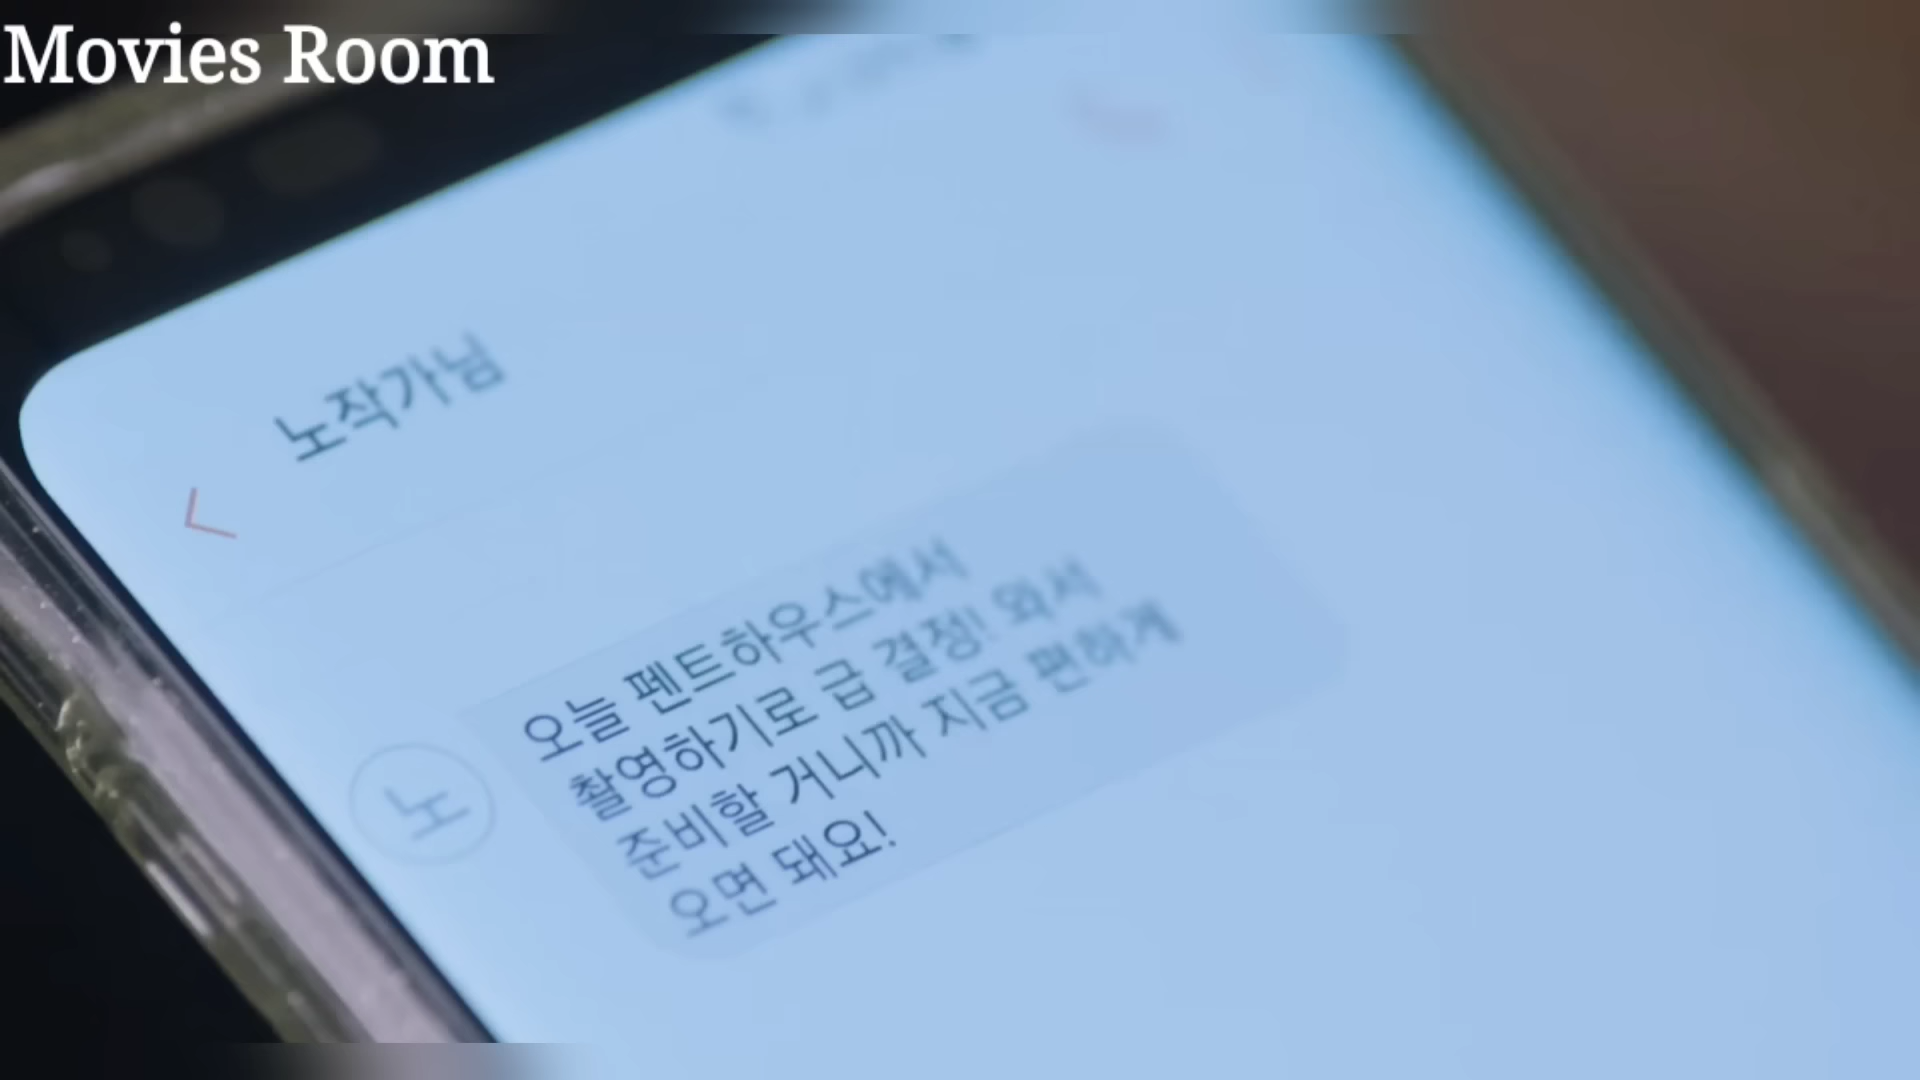 Movies Room
노작가님
오늘 펜트하우스에서
촬영하기로 급 결정! 와서
준비할 거니까 지금 편하게
오면 돼요!
노